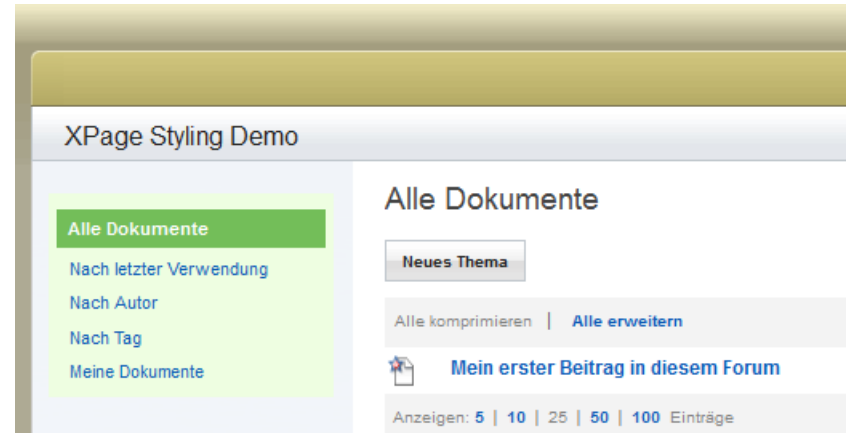 XPage Styling Demo
Alle Dokumente
Nach letzter Verwendung
Nach Autor
Nach Tag
Meine Dokumente
Alle Dokumente
Neues Thema
Alle komprimieren | Alle erweitern
Mein erster Beitrag in diesem Forum
Anzeigen: 5 | 10 | 25 | 50 | 100 Einträge